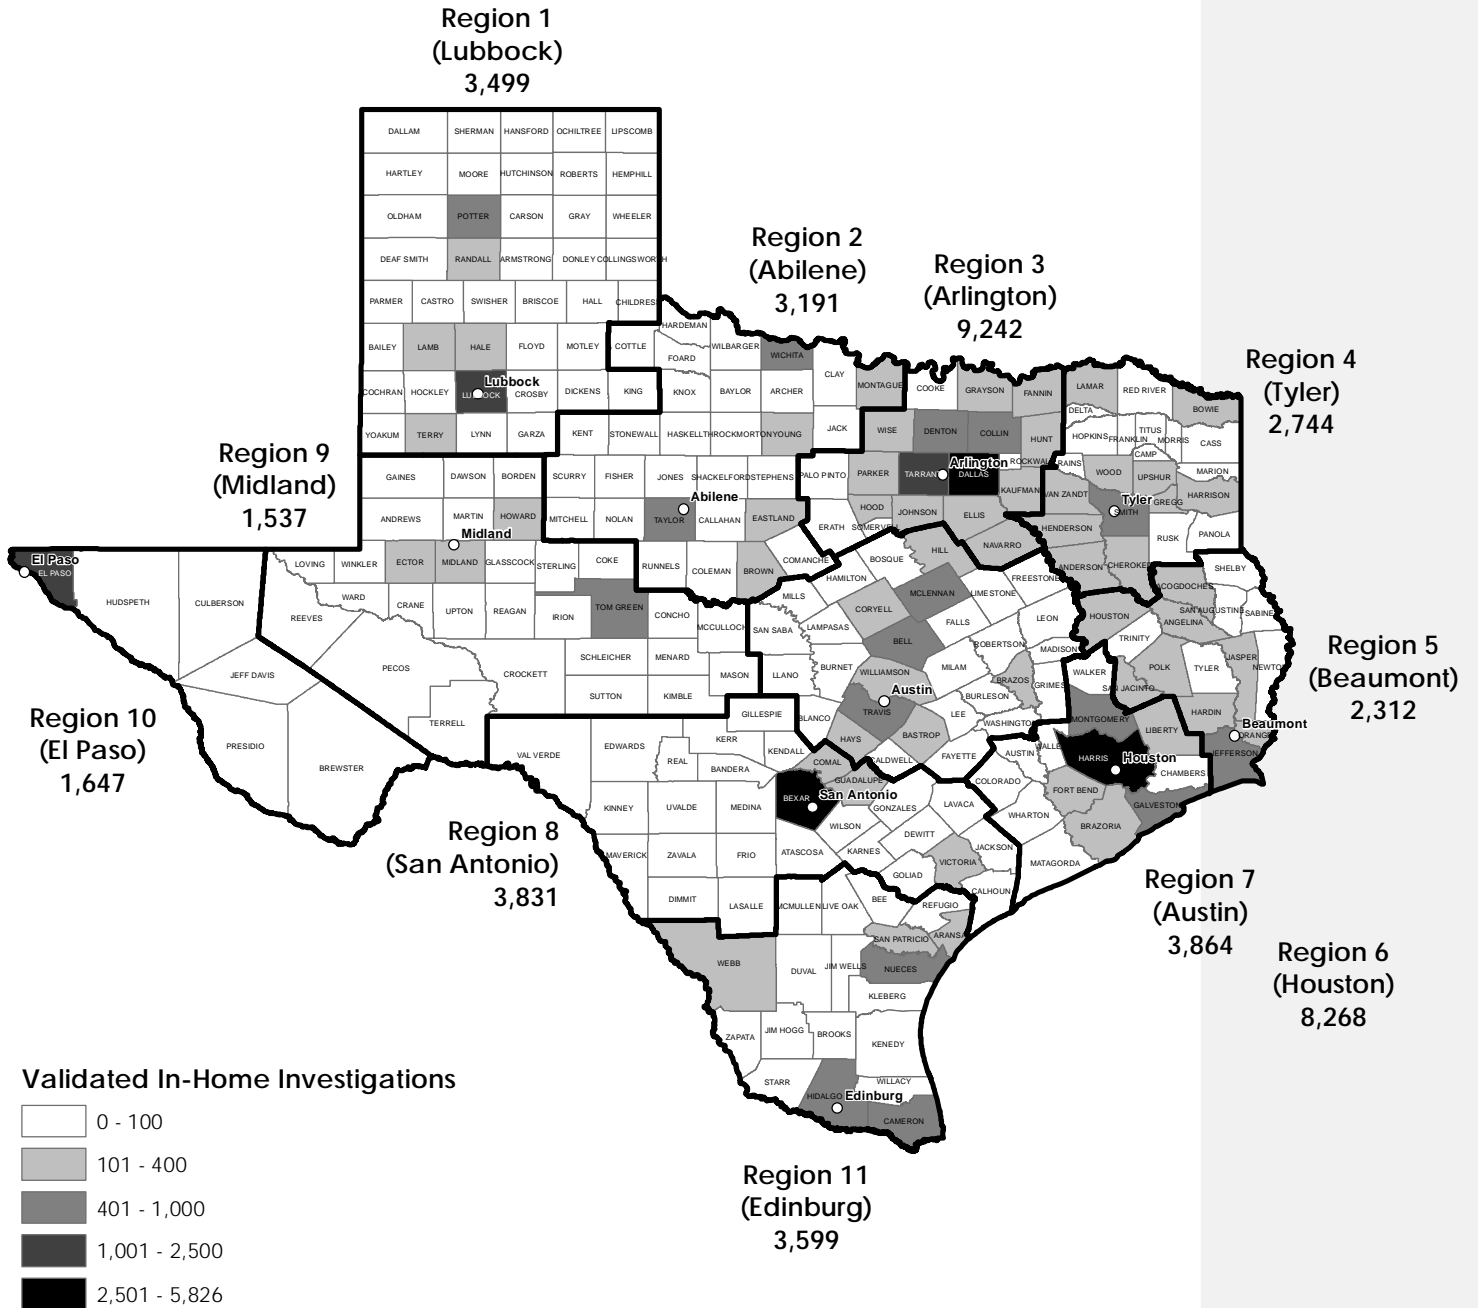 Region 1
(Lubbock)
3,499
DALLAM SHERMAN HANSFORD OCHILTREE LIPSCOMB
HARTLEY MOORE HUTCHINSON ROBERTS HEMPHILL
OLDHAM POTTER CARSON GRAY WHEELER
DEAF SMITH RANDALL ARMSTRONG DONLEY COLLINGSWORTH
PARMER CASTRO SWISHER BRISCOE HALL CHILDRES
BAILEY LAMB HALE FLOYD MOTLEY COTTLE
COCHRAN HOCKLEY Lubbock CROSBY DICKENS KING
YOAKUM TERRY LYNN GARZA
Region 2
(Abilene)
3,191
HARDEMAN
FOARD WILBARGER WICHITA
CLAY MONTAGUE
KNOX BAYLOR ARCHER
KENT STONEWALL HASKELL THROCKMORTON YOUNG JACK
SCURRY FISHER JONES SHACKELFORD STEPHENS
Abilene
MITCHELL NOLAN TAYLOR CALLAHAN EASTLAND
RUNNELS COLEMAN BROWN COMANCHE
Region 3
(Arlington)
9,242
COOKE GRAYSON FANNIN
WISE DENTON COLLIN HUNT
PALO PINTO PARKER TARRANT Arlington DALLAS ROCKWAL
KAUFMAN
ERATH HOOD SOMERVELL JOHNSON ELLIS
NAVARRO
Region 4
(Tyler)
2,744
LAMAR RED RIVER BOWIE
DELTA
HOPKINS FRANKLIN TITUS MORRIS CASS
CAMP
RAINS WOOD UPSHUR MARION
VAN ZANDT Tyler SMITH GREGG HARRISON
HENDERSON RUSK PANOLA
ANDERSON CHEROKEE
Region 9
(Midland)
1,537
GAINES DAWSON BORDEN
ANDREWS MARTIN HOWARD
Midland
LOVING WINKLER ECTOR MIDLAND GLASSCOCK STERLING COKE
WARD CRANE UPTON REAGAN IRION TOM GREEN CONCHO
REEVES MCCULLOCH
PECOS CROCKETT SCHLEICHER MENARD MASON
SUTTON KIMBLE
TERRELL
El Paso
EL PASO HUDSPETH CULBERSON
JEFF DAVIS
PRESIDIO BREWSTER
Region 10
(El Paso)
1,647
BOSQUE HILL
HAMILTON FREESTONE
MILLS MCLENNAN LIMESTONE
CORYELL
SAN SABA LAMPASAS BELL FALLS LEON
ROBERTSON MADISON
LLANO BURNET WILLIAMSON MILAM BRAZOS GRIMES
Austin BURLESON
BLANCO TRAVIS LEE WASHINGTON
HAYS BASTROP
CALDWELL FAYETTE
HOUSTON ACOGDOCHES SHELBY
SAN AUGUSTINE SABINE
ANGELINA
TRINITY
POLK TYLER JASPER NEWTO
SAN JACINTO
HARDIN
Beaumont
ORANGE
JEFFERSON
Region 5
(Beaumont)
2,312
WALKER
MONTGOMERY LIBERTY
AUSTIN WALLE HARRIS Houston CHAMBERS
COLORADO FORT BEND GALVESTON
WHARTON BRAZORIA
MATAGORDA
Region 8
(San Antonio)
3,831
GILLESPIE
VAL VERDE EDWARDS KERR KENDALL
REAL BANDERA COMAL
GUADALUPE
KINNEY UVALDE MEDINA BEXAR San Antonio
GONZALES LAVACA
WILSON DEWITT
MAVERICK ZAVALA FRIO ATASCOSA KARNES JACKSON
VICTORIA
GOLIAD
DIMMIT LASALLE CALHOUN
MCMULLEN LIVE OAK BEE REFUGIO
SAN PATRICIO ARANSA
WEBB DUVAL JIM WELLS NUECES
KLEBERG
ZAPATA JIM HOGG BROOKS KENEDY
STARR WILLACY
HIDALGO Edinburg
CAMERON
Region 7
(Austin)
3,864
Region 6
(Houston)
8,268
Region 11
(Edinburg)
3,599
Validated In-Home Investigations
0 - 100
101 - 400
401 - 1,000
1,001 - 2,500
2,501 - 5,826